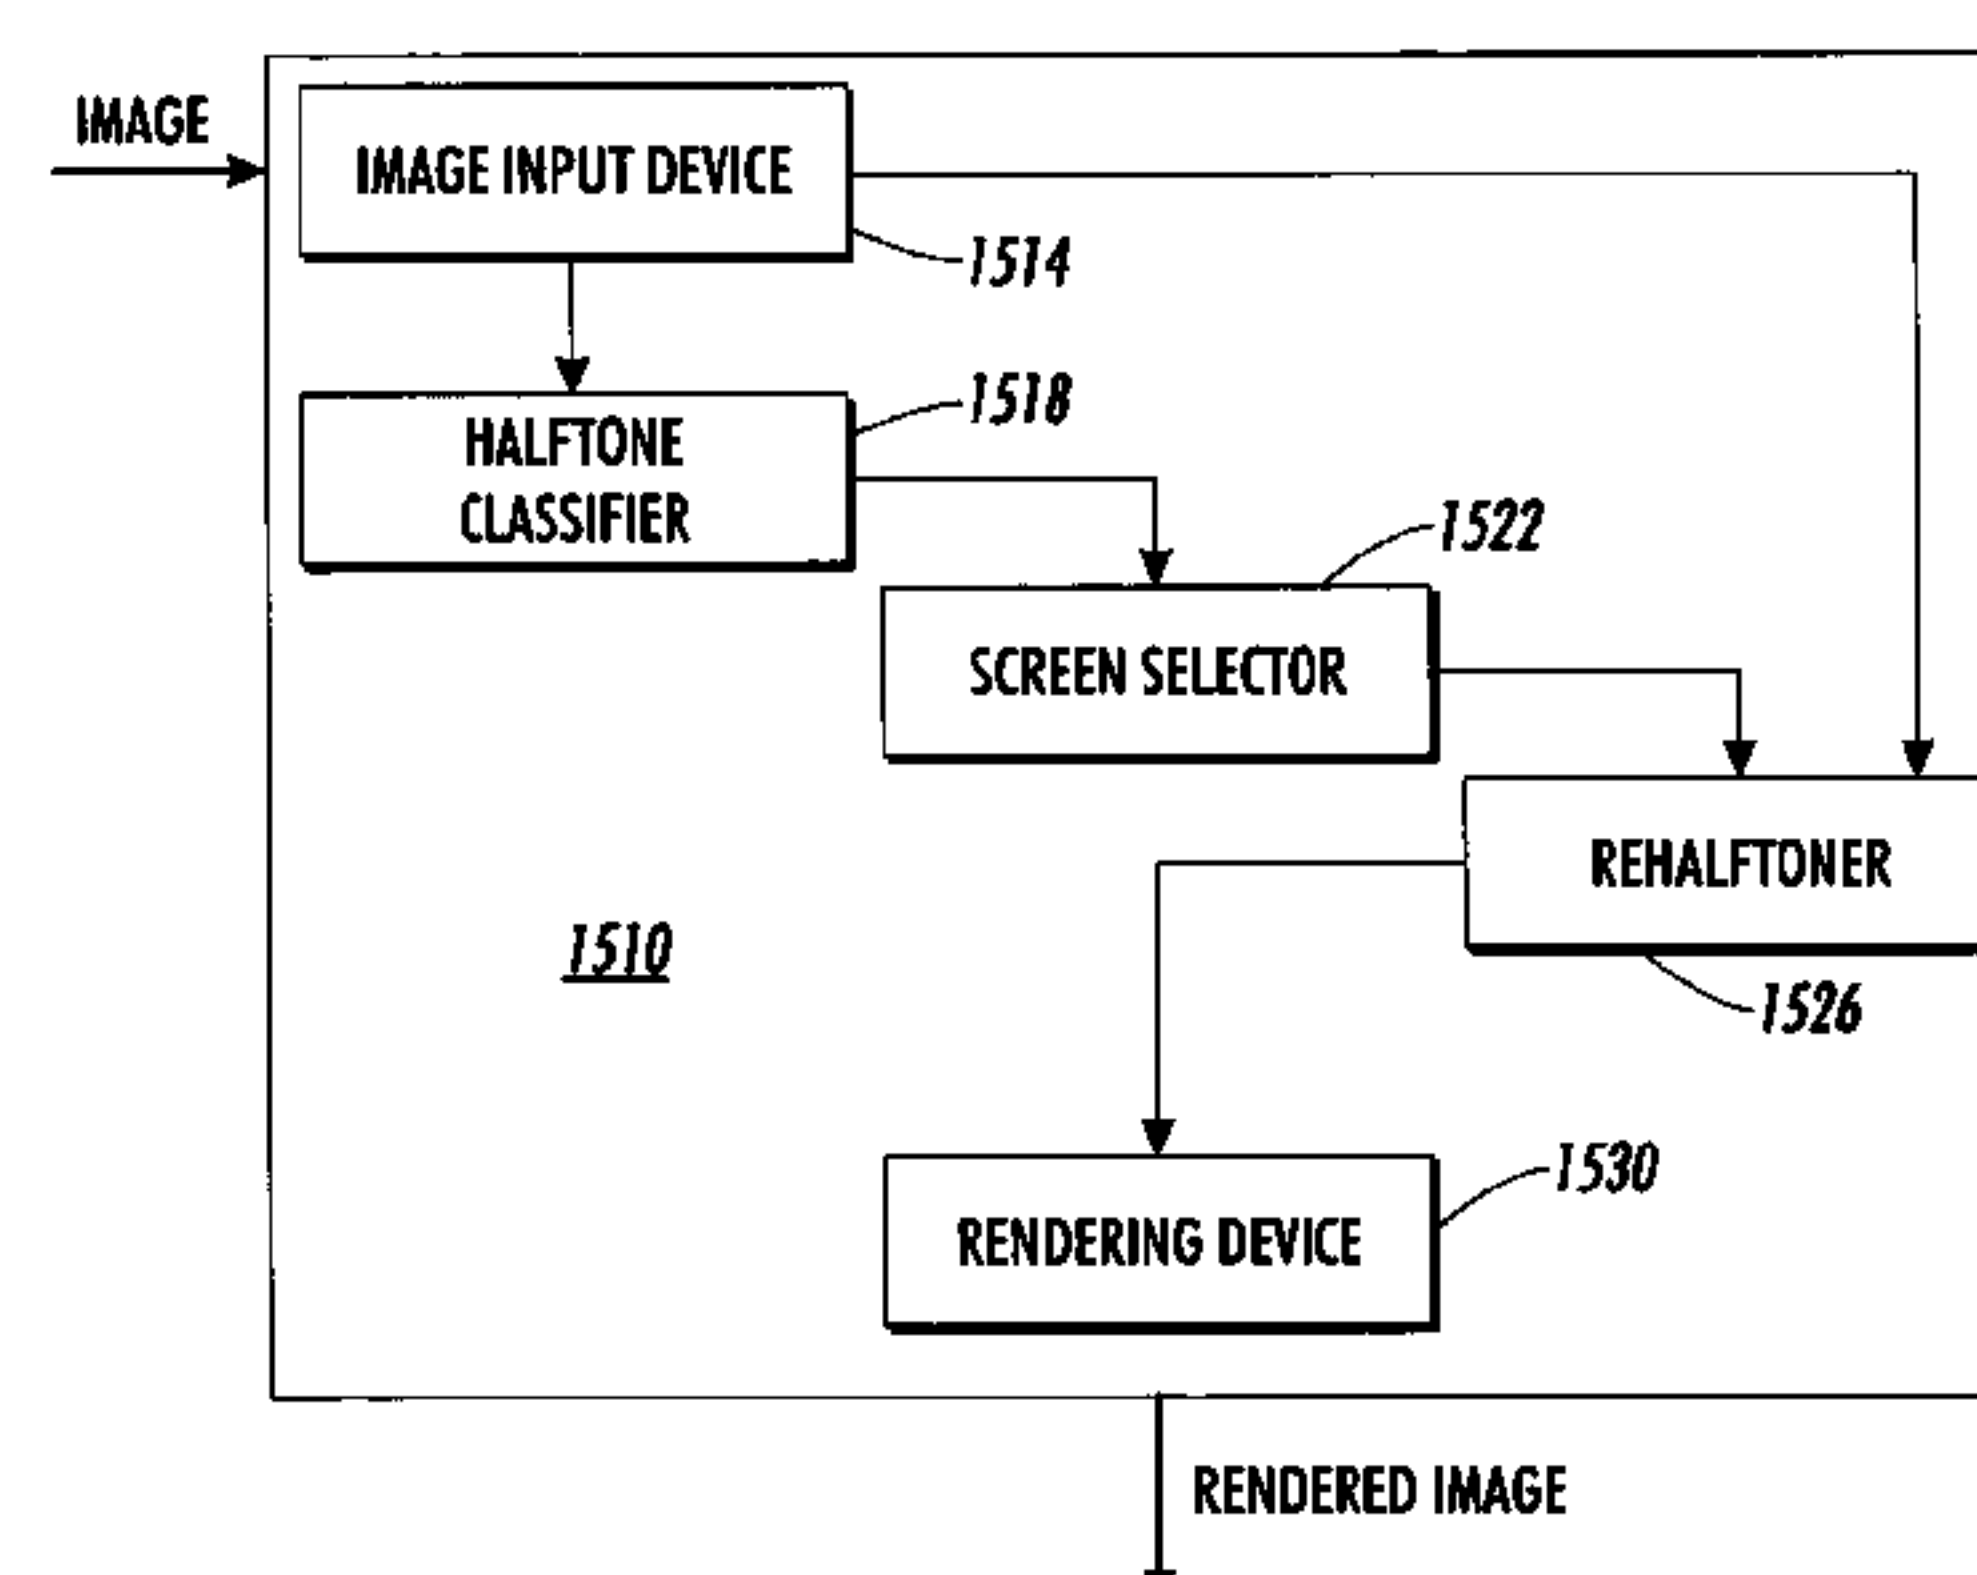 IMAGE
IMAGE INPUT DEVICE
1514
HALFTONE
CLASSIFIER
1518
1522
SCREEN SELECTOR
REHALFTONER
1510
1526
1530
RENDERING DEVICE
RENDERED IMAGE